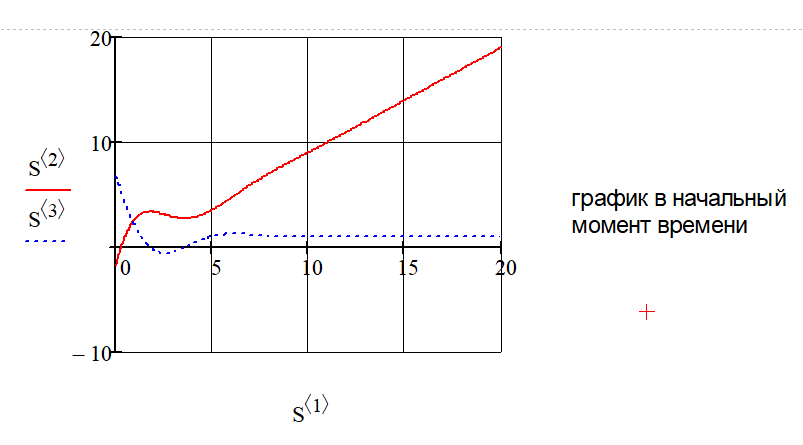 20
10
S⟨2⟩
S⟨3⟩
0 5 10 15 20
– 10
S⟨1⟩
график в начальный
момент времени